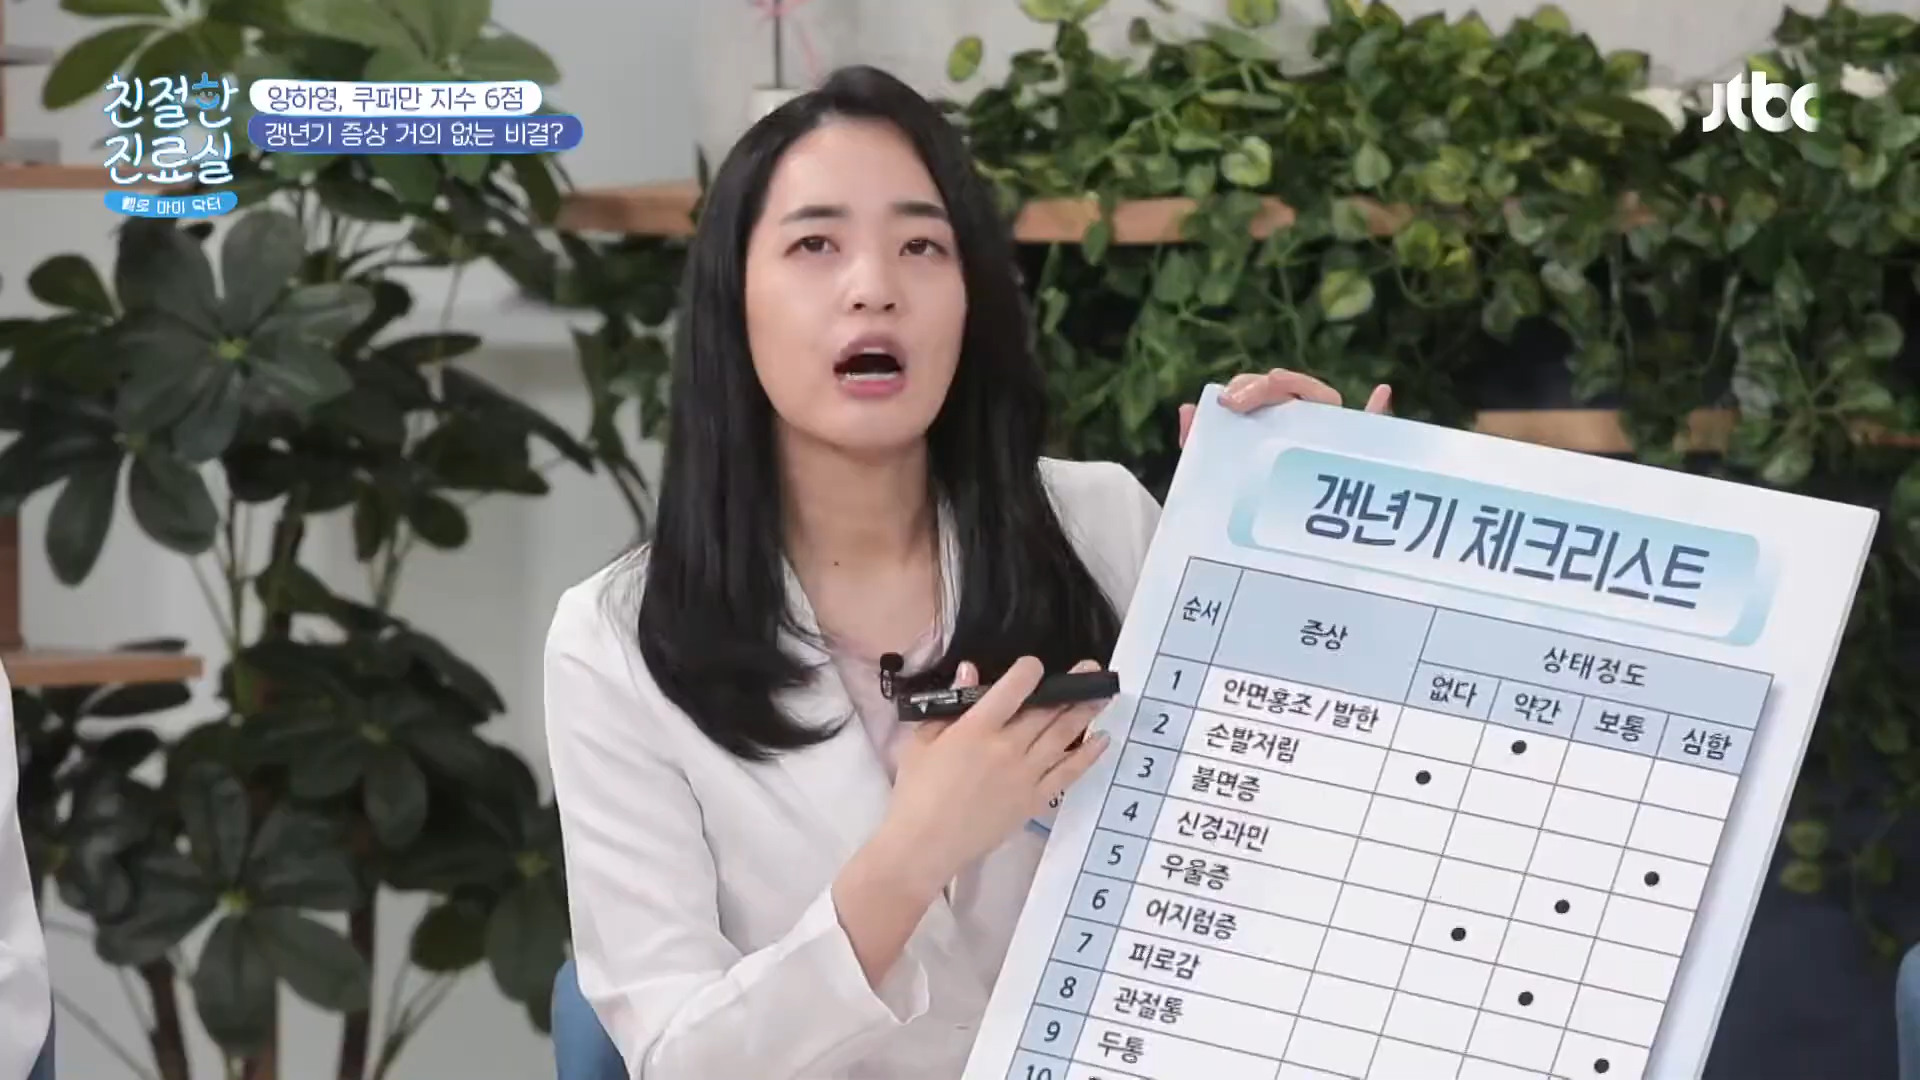 친절한
진료실
헬로 마미 닥터
양하영, 쿠퍼만 지수 6점
갱년기 증상 거의 없는 비결?
jtbc
갱년기 체크리스트
순서 증상 상태정도
없다 약간 보통 심함
1 안면홍조 / 발한
2 손발저림
3 불면증
4 신경과민
5 우울증
6 어지럼증
7 피로감
8 관절통
9 두통
10